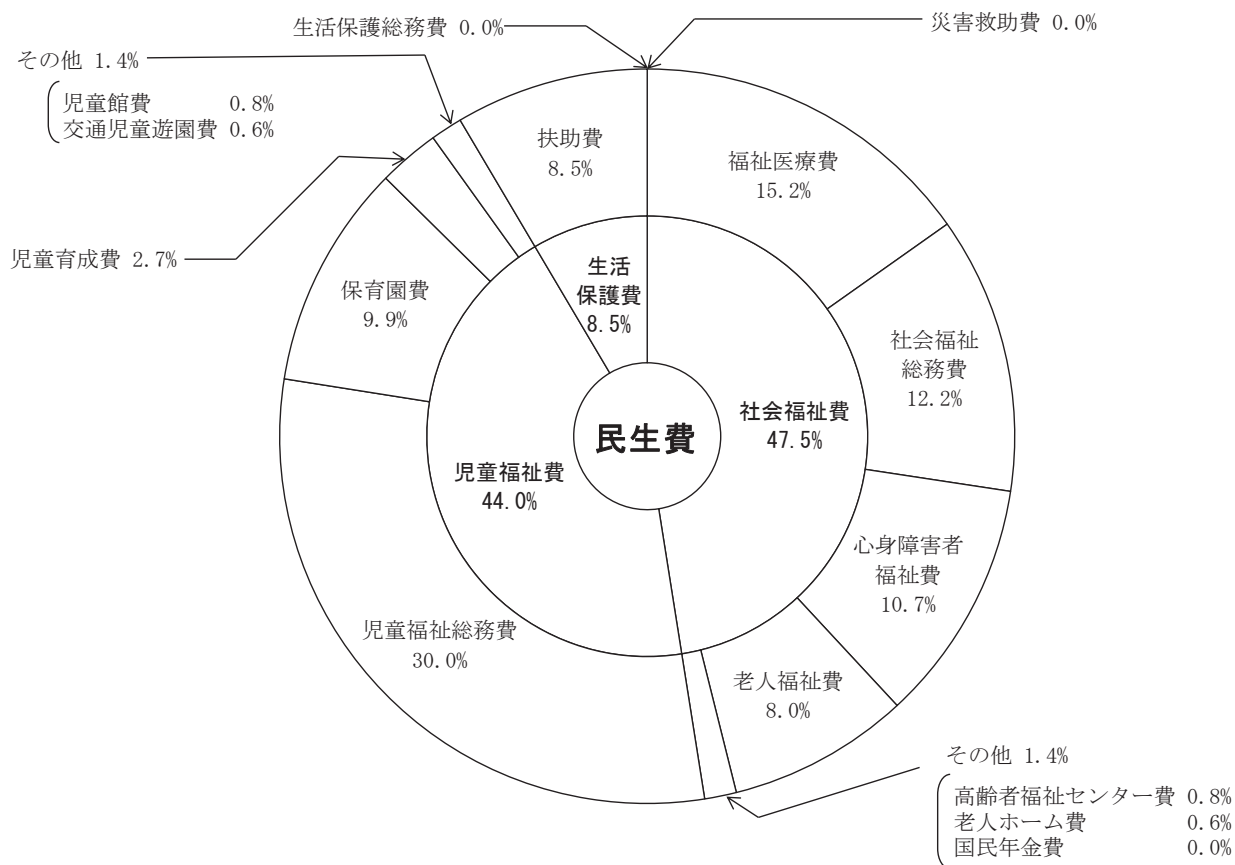 生活保護総務費 0.0%
災害救助費 0.0%
その他 1.4%
児童館費 0.8%
交通児童遊園費 0.6%
児童育成費 2.7%
扶助費
8.5%
福祉医療費
15.2%
保育園費
9.9%
生活
保護費
8.5%
社会福祉
総務費
12.2%
民生費
社会福祉費
47.5%
児童福祉費
44.0%
心身障害者
福祉費
10.7%
児童福祉総務費
30.0%
老人福祉費
8.0%
その他 1.4%
高齢者福祉センター費 0.8%
老人ホーム費 0.6%
国民年金費 0.0%